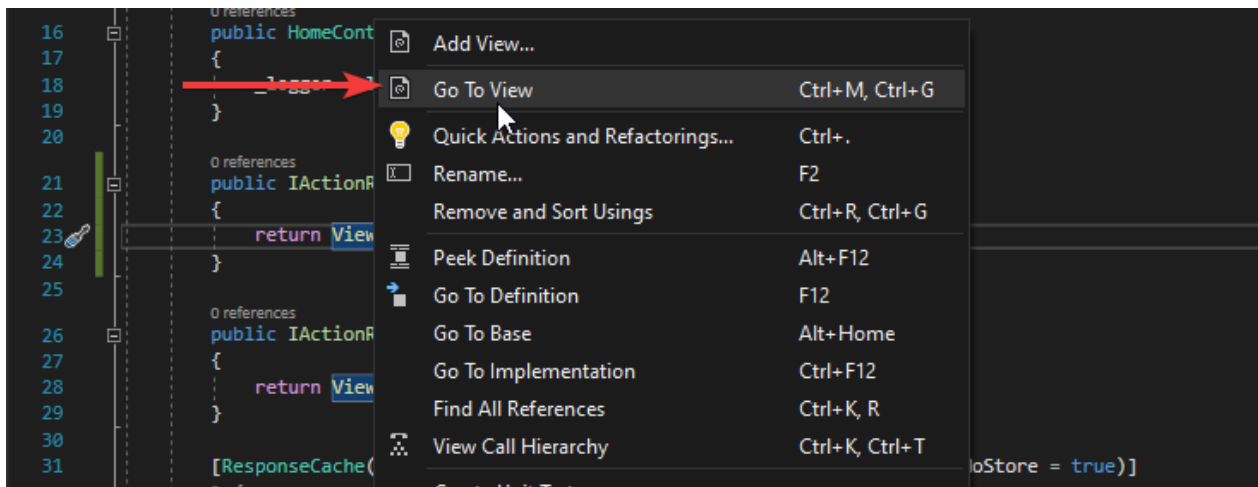 0 references
16 public HomeCont
Add View...
17 {
18
Go To View Ctrl+M, Ctrl+G
19 }
20
Quick Actions and Refactorings... Ctrl+.
0 references
21 public IActionR
Rename... F2
22 {
Remove and Sort Usings Ctrl+R, Ctrl+G
23 return View
24 }
Peek Definition Alt+F12
25
Go To Definition F12
0 references
26 public IActionR
Go To Base Alt+Home
27 {
Go To Implementation Ctrl+F12
28 return View
29 }
Find All References Ctrl+K, R
30
View Call Hierarchy Ctrl+K, Ctrl+T
31 [ResponseCache( oStore = true)]